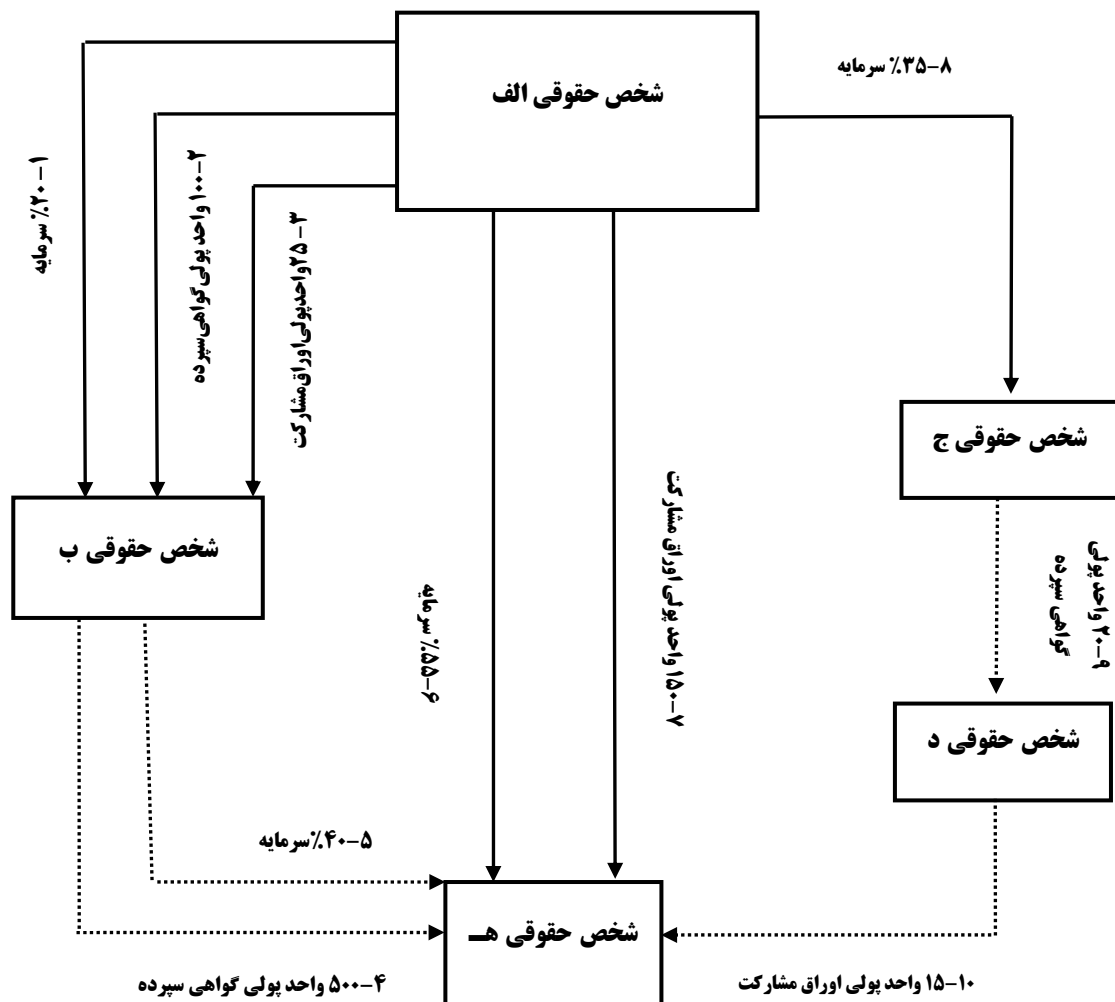 شخص حقوقی الف
۸-۳۵٪ سرمایه
۱-۲۰٪ سرمایه
۲-۱۰۰ واحد پولی گواهی سپرده
۳-۲۵ واحد پولی اوراق مشارکت
شخص حقوقی ج
شخص حقوقی ب
۶-۵۵٪ سرمایه
۷-۱۵۰ واحد پولی اوراق مشارکت
۹-۲۰ واحد پولی
گواهی سپرده
شخص حقوقی د
۵-۴۰٪ سرمایه
شخص حقوقی هـ
۴-۵۰۰ واحد پولی گواهی سپرده
۱۰-۱۵ واحد پولی اوراق مشارکت